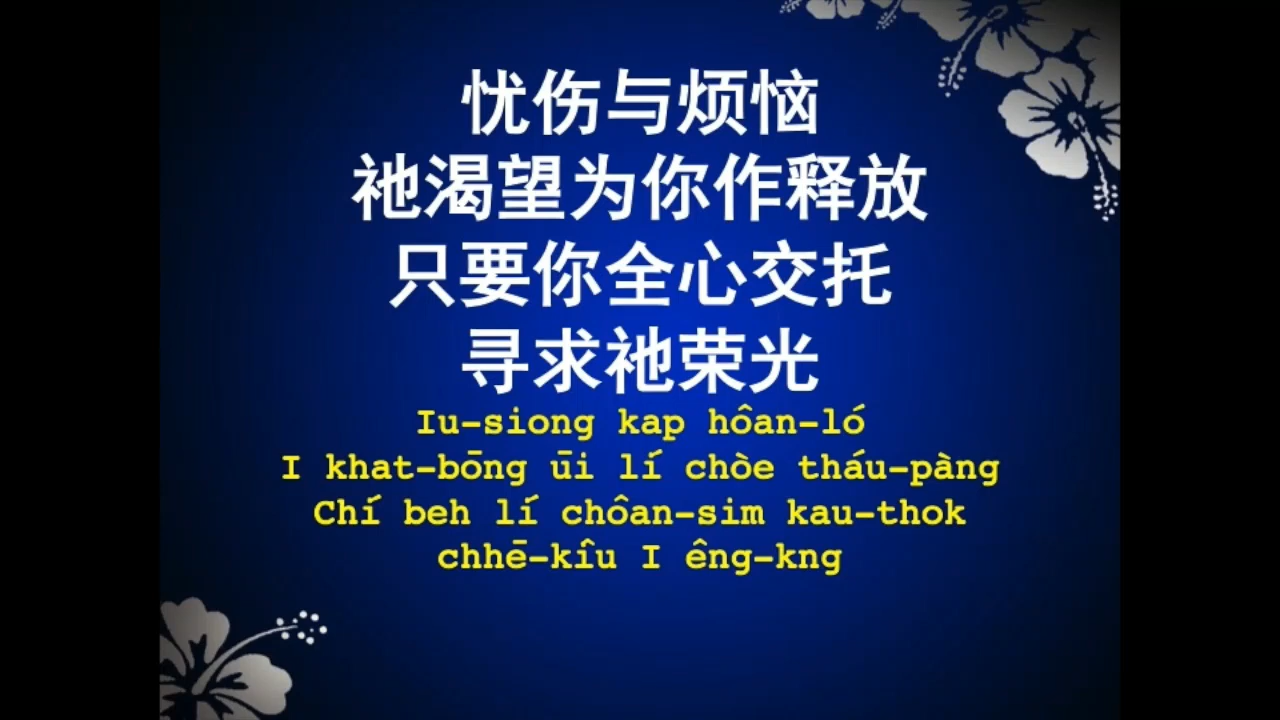 忧伤与烦恼
祂渴望为你作释放
只要你全心交托
寻求祂荣光
Iu-siong kap hôan-ló
I khat-bōng ūi lí chòe tháu-pàng
Chí beh lí chôan-sim kau-thok
chhē-kîu I êng-kng